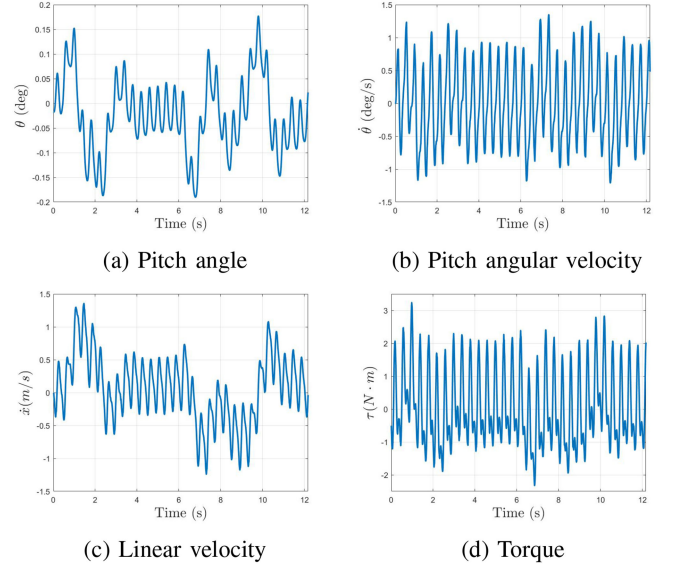 0.2
0.15
0.1
0.05
0
-0.05
-0.1
-0.15
-0.2
θ (deg)
0 2 4 6 8 10 12
Time (s)
(a) Pitch angle
1.5
1
0.5
0
-0.5
-1
-1.5
θ̇ (deg/s)
0 2 4 6 8 10 12
Time (s)
(b) Pitch angular velocity
1.5
1
0.5
0
-0.5
-1
-1.5
ẋ(m/s)
0 2 4 6 8 10 12
Time (s)
(c) Linear velocity
3
2
1
0
-1
-2
τ(N · m)
0 2 4 6 8 10 12
Time (s)
(d) Torque